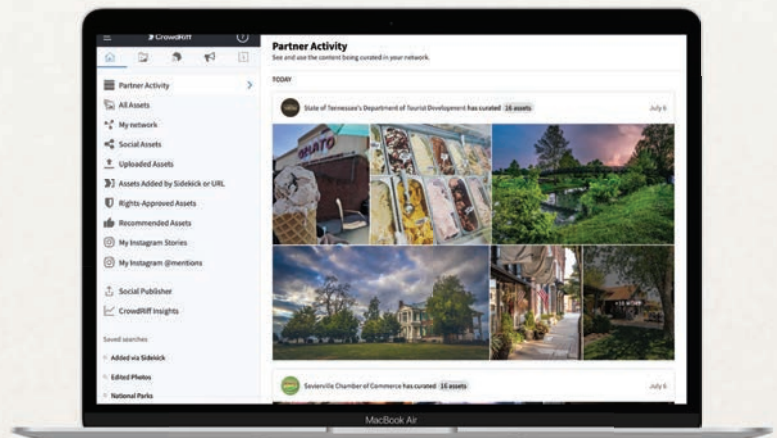 CrowdRiff
Partner Activity
See and use the content being curated in your network.
TODAY
Partner Activity
All Assets
My network
Social Assets
Uploaded Assets
Assets Added by Sidekick or URL
Rights-Approved Assets
Recommended Assets
My Instagram Stories
My Instagram @mentions
Social Publisher
CrowdRiff Insights
Saved searches
Added via Sidekick
Edited Photos
National Parks
State of Tennessee's Department of Tourist Development has curated 16 assets
July 6
GELATO
Sevierville Chamber of Commerce has curated 16 assets
July 6
MacBook Air